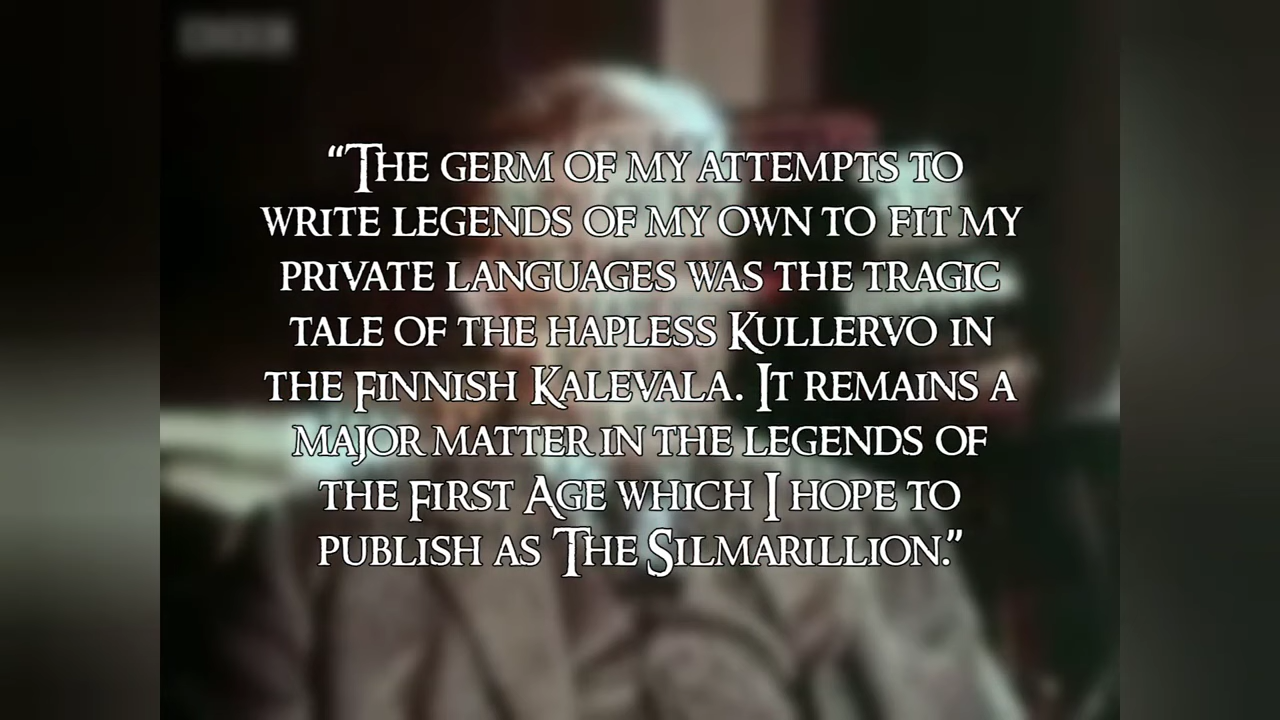 “The germ of my attempts to
write legends of my own to fit my
private languages was the tragic
tale of the hapless Kullervo in
the Finnish Kalevala. It remains a
major matter in the legends of
the First Age which I hope to
publish as The Silmarillion.”